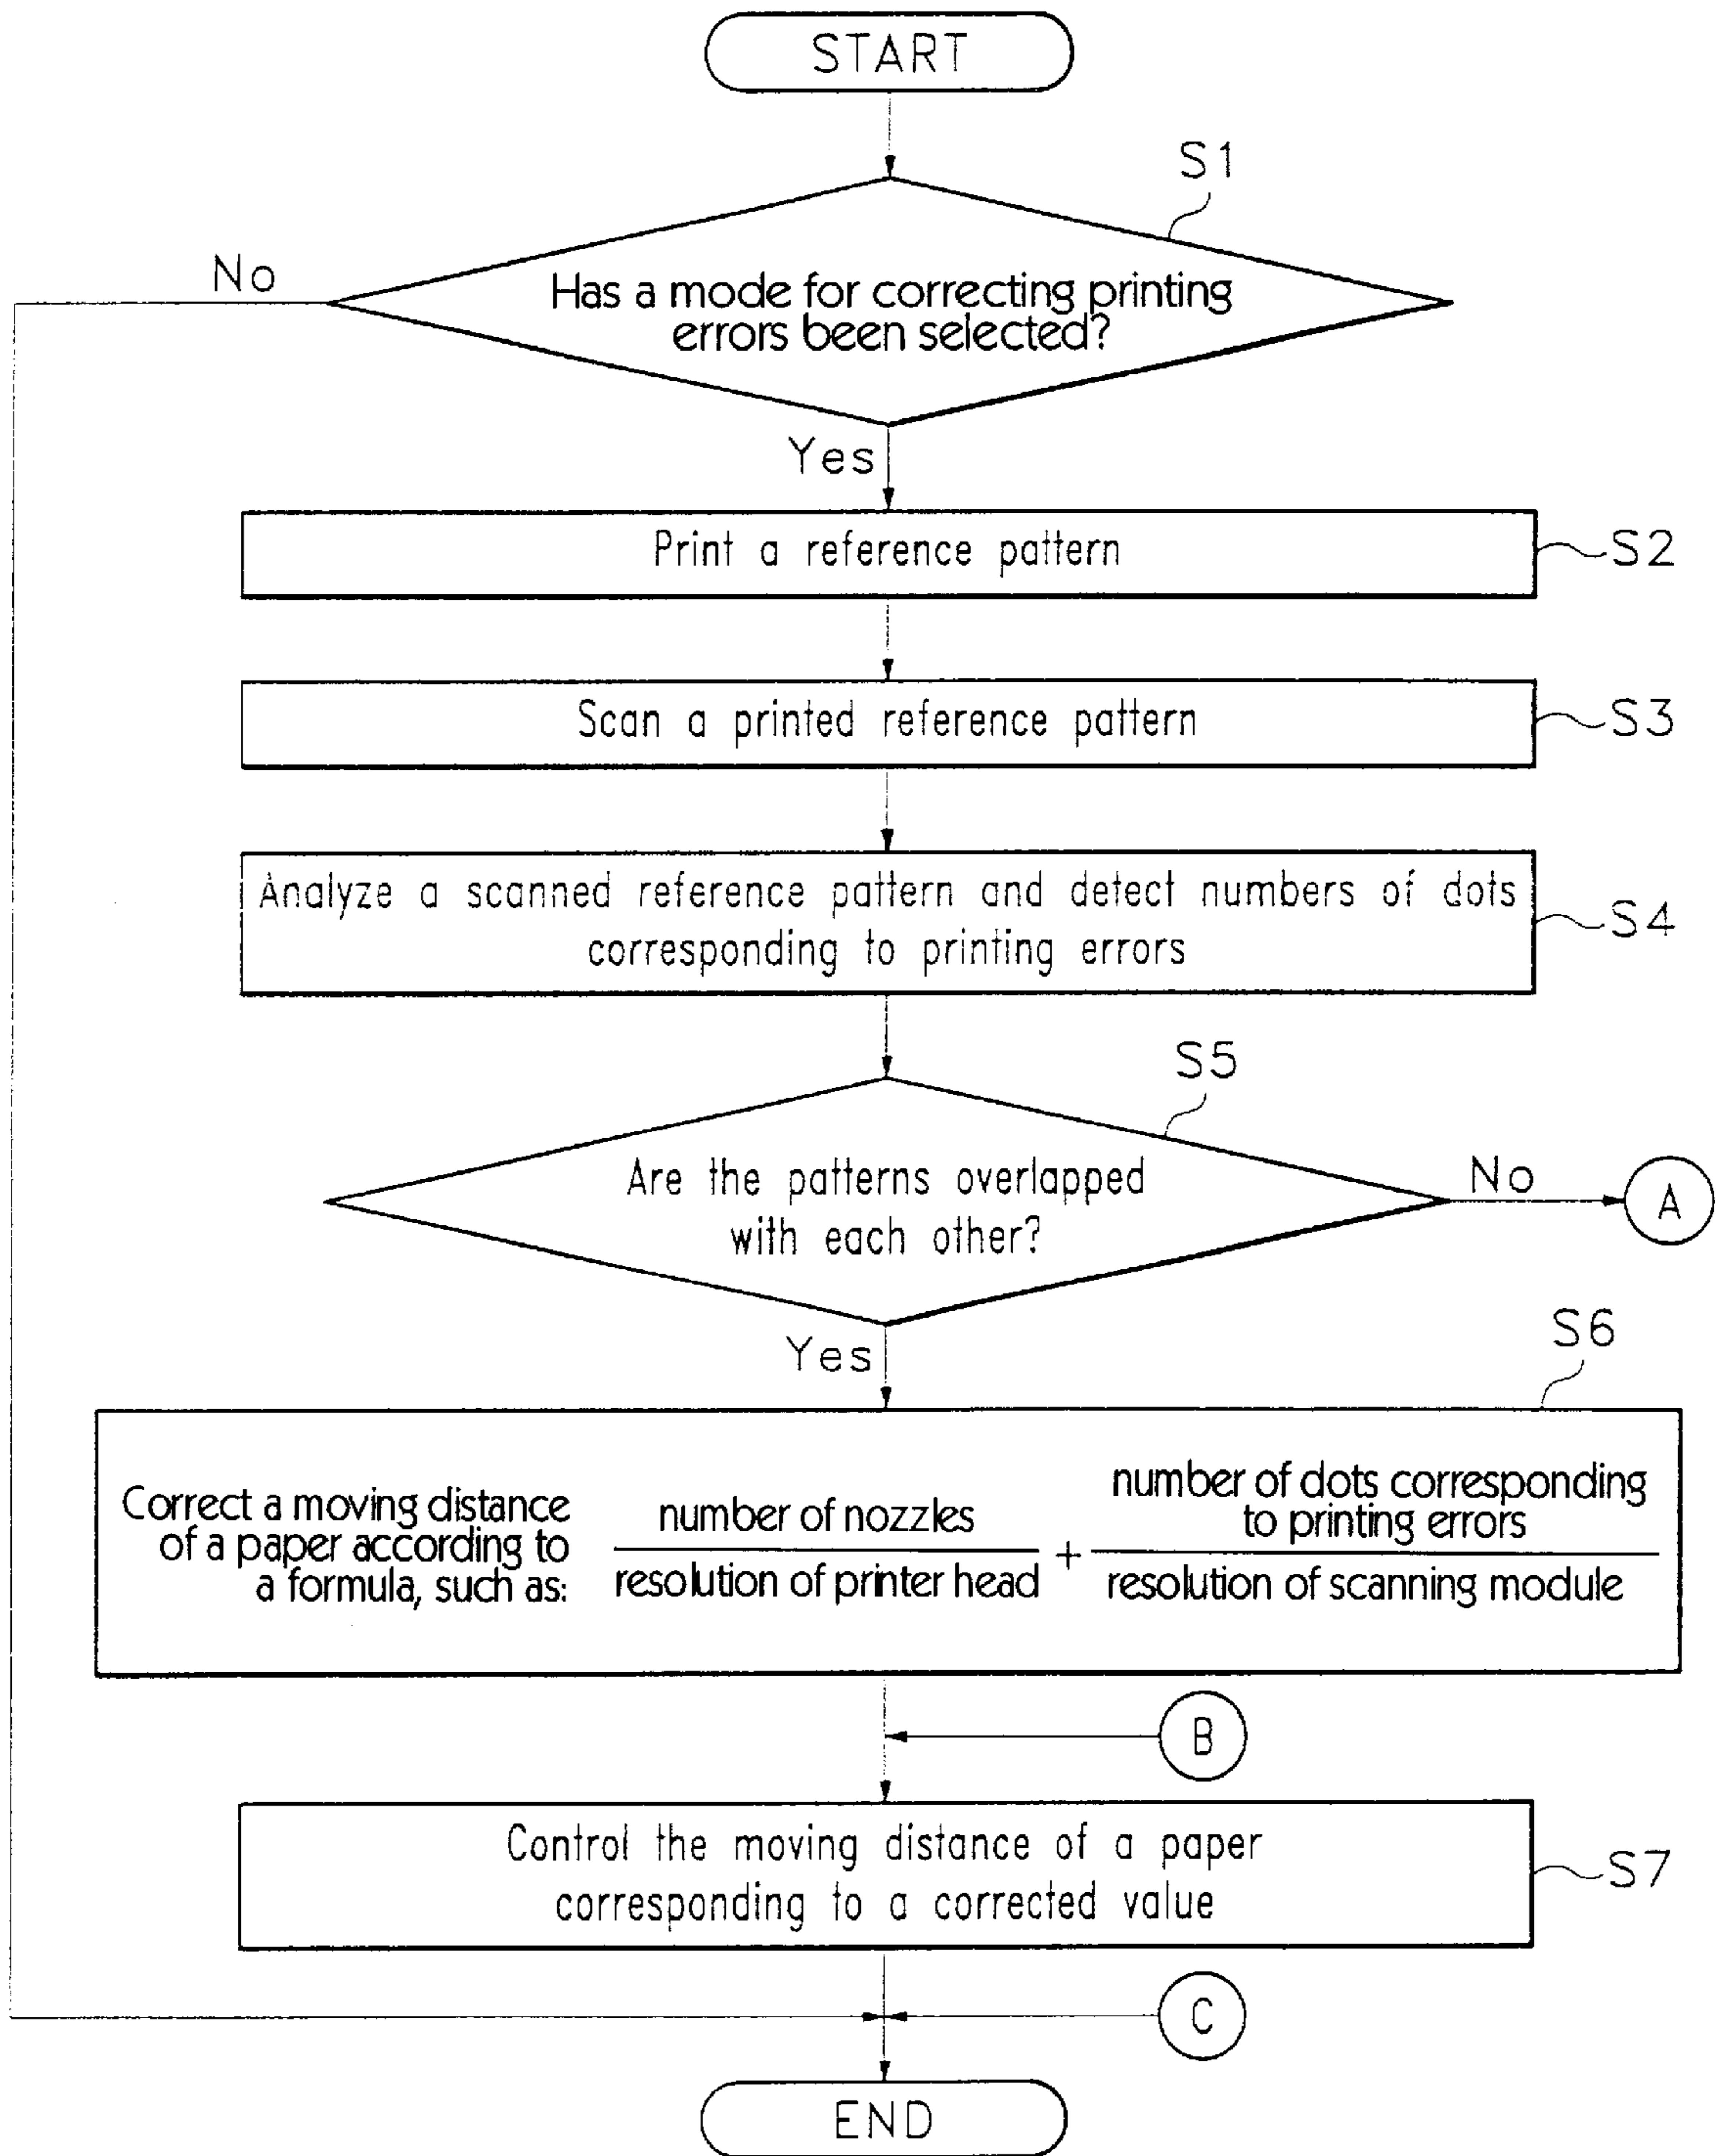 START
S1
No
Has a mode for correcting printing
errors been selected?
Yes
Print a reference pattern
S2
Scan a printed reference pattern
S3
Analyze a scanned reference pattern and detect numbers of dots
corresponding to printing errors
S4
S5
Are the patterns overlapped
with each other?
No
A
Yes
S6
Correct a moving distance
of a paper according to
a formula, such as:
number of nozzles
resolution of printer head
+
number of dots corresponding
to printing errors
resolution of scanning module
B
Control the moving distance of a paper
corresponding to a corrected value
S7
C
END